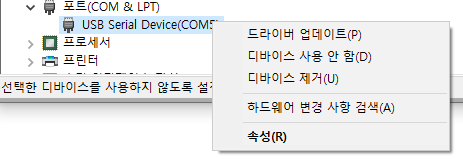 포트(COM & LPT)
USB Serial Device(COM5)
프로세서
프린터
선택한 디바이스를 사용하지 않도록 설정
드라이버 업데이트(P)
디바이스 사용 안 함(D)
디바이스 제거(U)
하드웨어 변경 사항 검색(A)
속성(R)